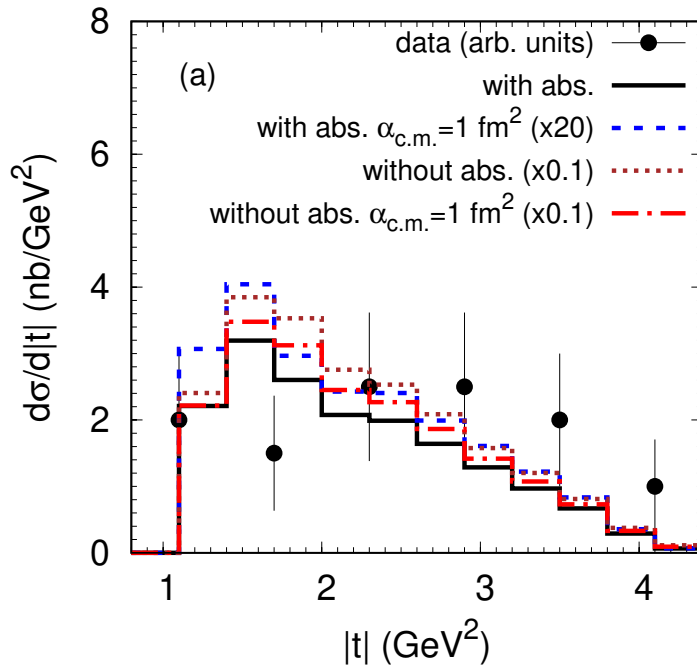 (a)
data (arb. units)
with abs.
with abs. α_c.m.=1 fm² (x20)
without abs. (x0.1)
without abs. α_c.m.=1 fm² (x0.1)
dσ/d|t| (nb/GeV²)
8
6
4
2
0
1 2 3 4
|t| (GeV²)